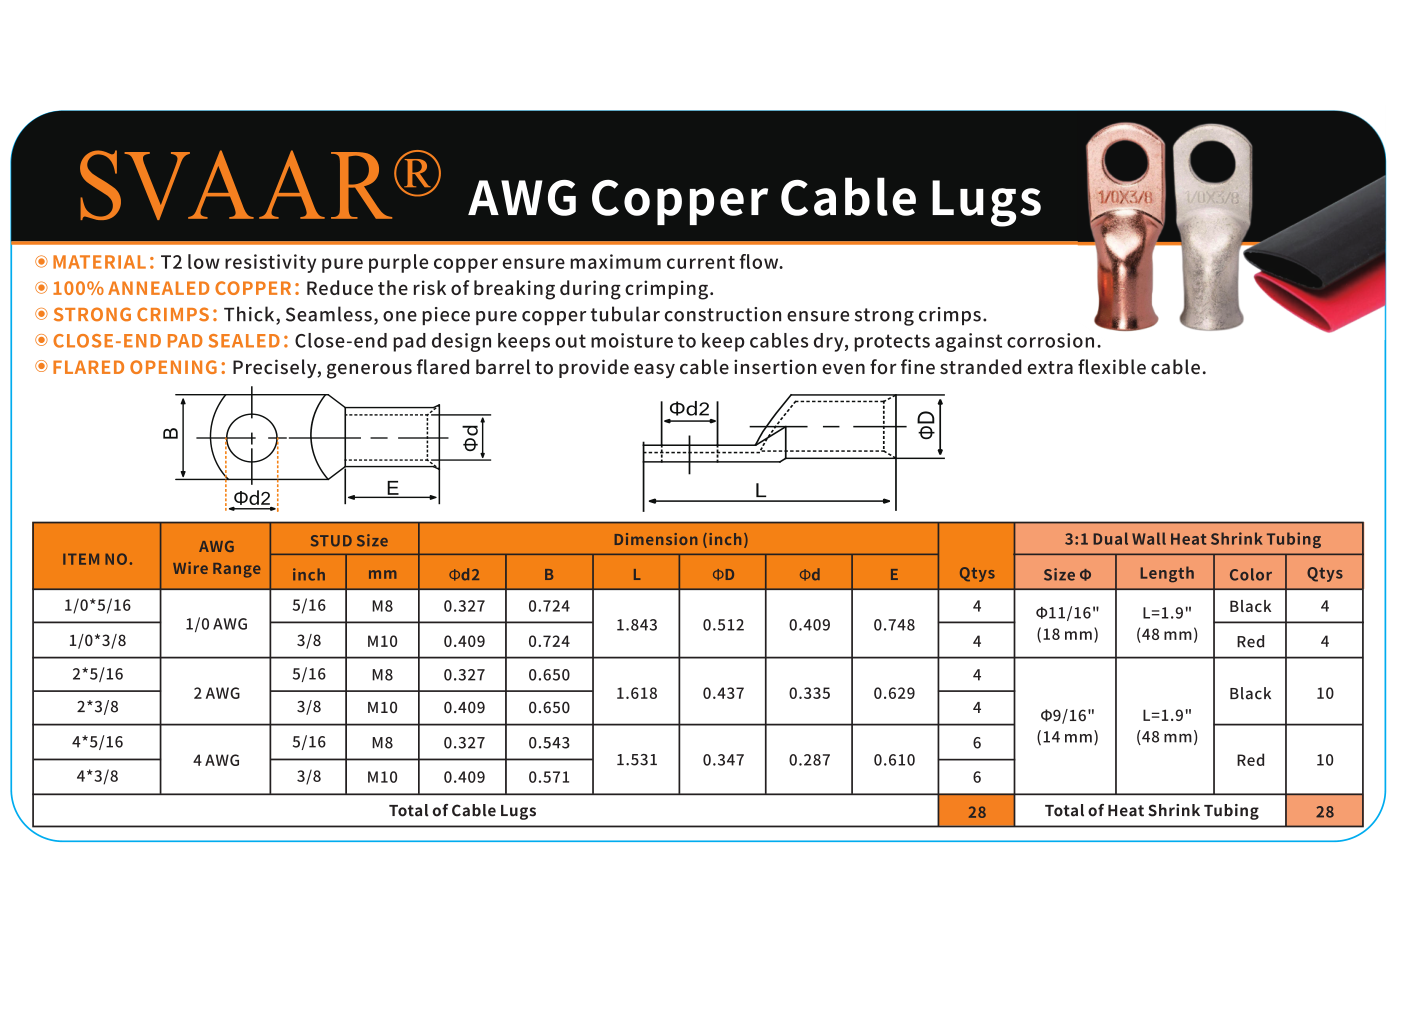 SVAAR® AWG Copper Cable Lugs
1/0X3/8 1/0X3/8
MATERIAL: T2 low resistivity pure purple copper ensure maximum current flow.
100% ANNEALED COPPER: Reduce the risk of breaking during crimping.
STRONG CRIMPS: Thick, Seamless, one piece pure copper tubular construction ensure strong crimps.
CLOSE-END PAD SEALED: Close-end pad design keeps out moisture to keep cables dry, protects against corrosion.
FLARED OPENING: Precisely, generous flared barrel to provide easy cable insertion even for fine stranded extra flexible cable.
B Φd2 E Φd
Φd2 L ΦD
ITEM NO. AWG Wire Range STUD Size Dimension (inch) Qtys 3:1 Dual Wall Heat Shrink Tubing
inch mm Φd2 B L ΦD Φd E Size Φ Length Color Qtys
1/0*5/16 1/0 AWG 5/16 M8 0.327 0.724 1.843 0.512 0.409 0.748 4 Φ11/16" (18 mm) L=1.9" (48 mm) Black 4
1/0*3/8 3/8 M10 0.409 0.724 4 Red 4
2*5/16 2 AWG 5/16 M8 0.327 0.650 1.618 0.437 0.335 0.629 4 Φ9/16" (14 mm) L=1.9" (48 mm) Black 10
2*3/8 3/8 M10 0.409 0.650 4
4*5/16 4 AWG 5/16 M8 0.327 0.543 1.531 0.347 0.287 0.610 6 Red 10
4*3/8 3/8 M10 0.409 0.571 6
Total of Cable Lugs 28 Total of Heat Shrink Tubing 28